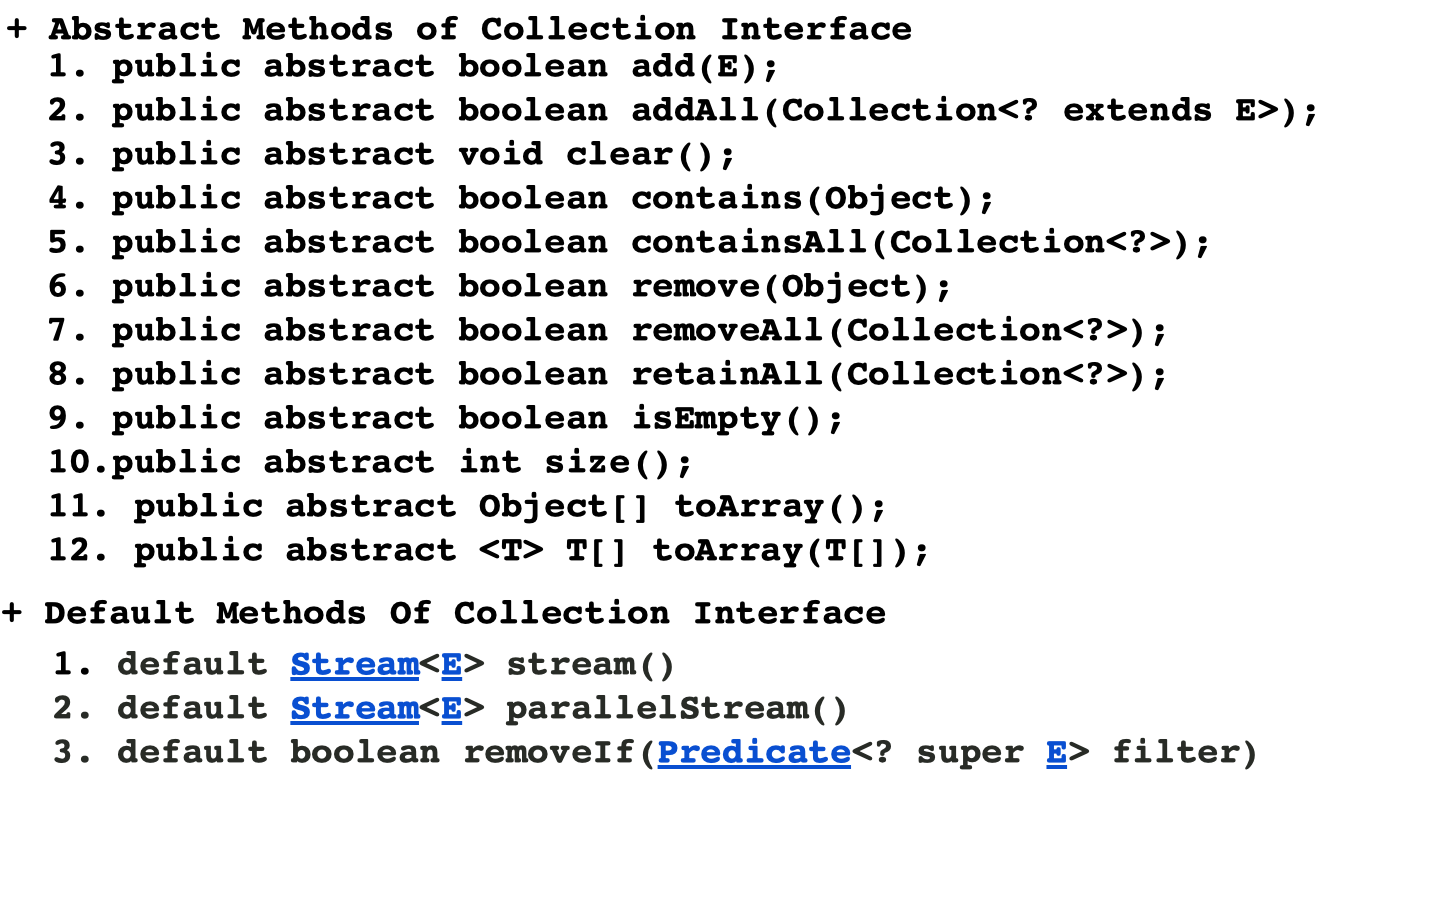 + Abstract Methods of Collection Interface
1. public abstract boolean add(E);
2. public abstract boolean addAll(Collection<? extends E>);
3. public abstract void clear();
4. public abstract boolean contains(Object);
5. public abstract boolean containsAll(Collection<?>);
6. public abstract boolean remove(Object);
7. public abstract boolean removeAll(Collection<?>);
8. public abstract boolean retainAll(Collection<?>);
9. public abstract boolean isEmpty();
10.public abstract int size();
11. public abstract Object[] toArray();
12. public abstract <T> T[] toArray(T[]);
+ Default Methods Of Collection Interface
1. default Stream<E> stream()
2. default Stream<E> parallelStream()
3. default boolean removeIf(Predicate<? super E> filter)